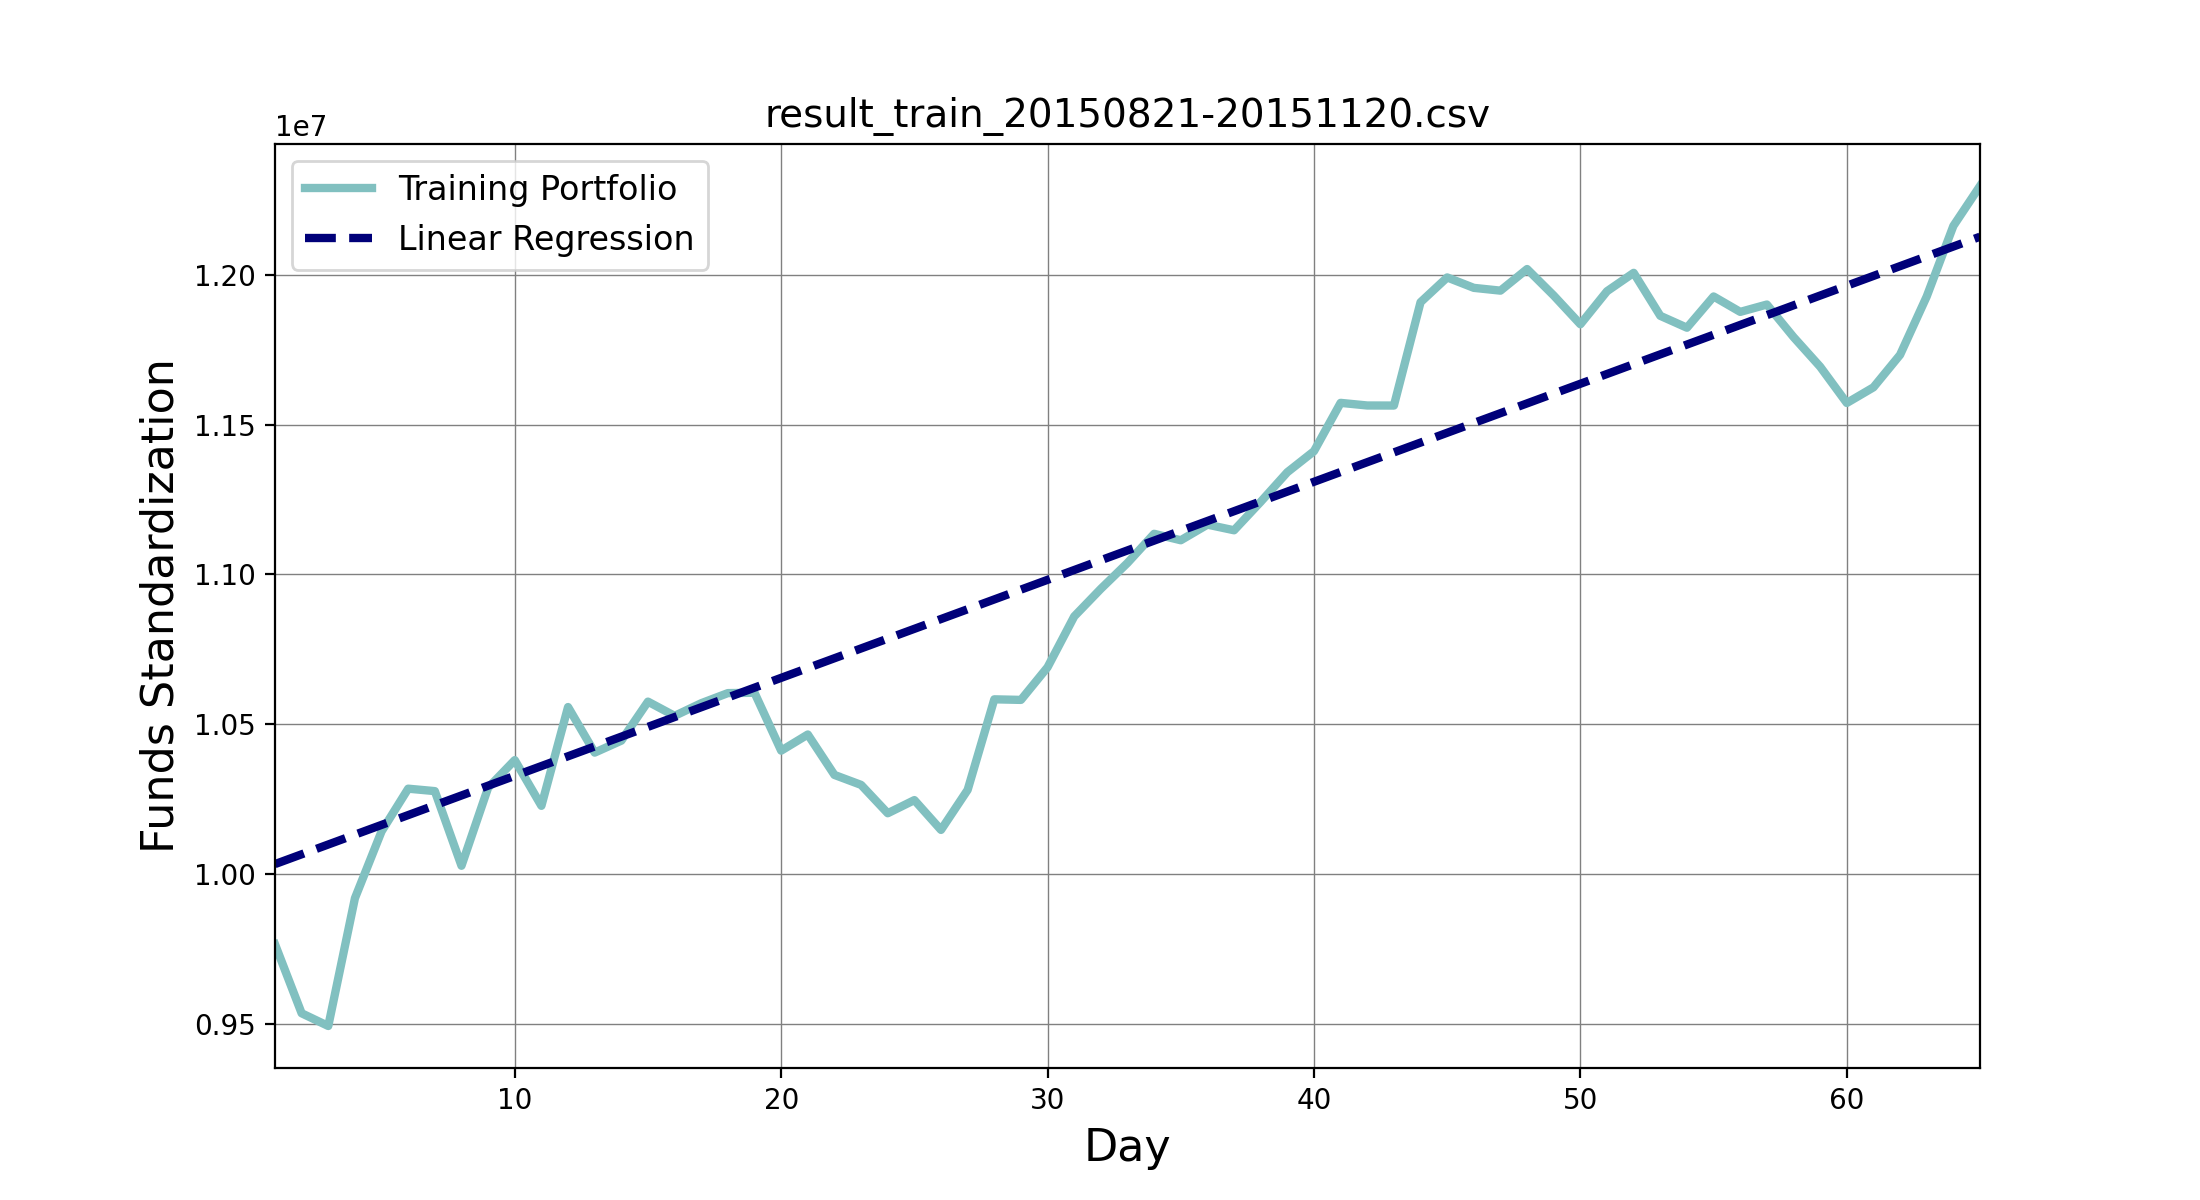 result_train_20150821-20151120.csv
1e7
Training Portfolio
Linear Regression
1.20
1.15
1.10
1.05
1.00
0.95
Funds Standardization
10 20 30 40 50 60
Day